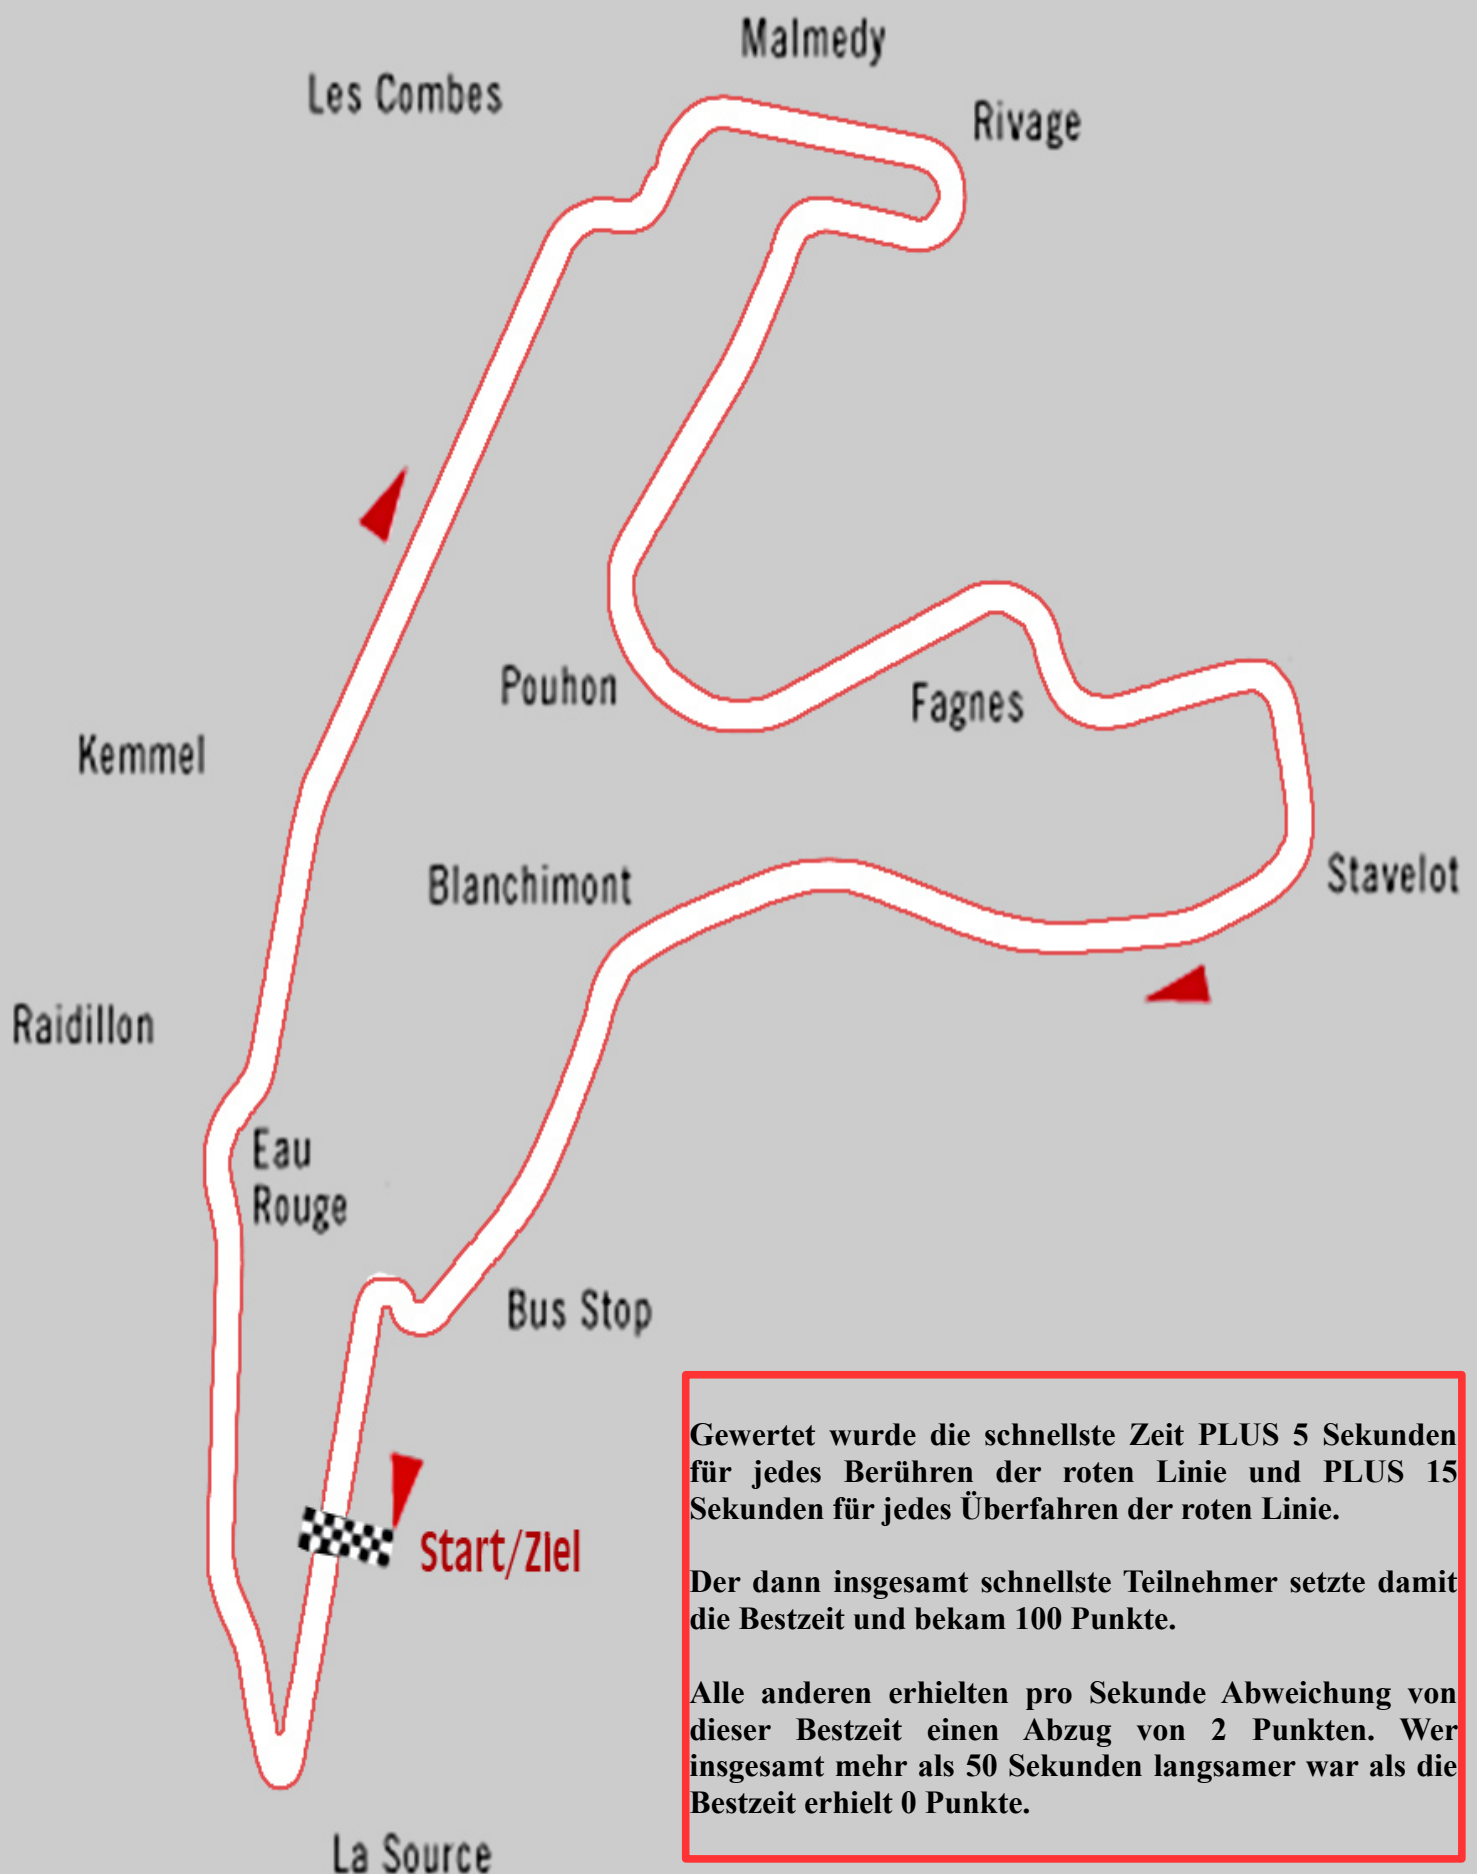 Malmedy
Les Combes
Rivage
Pouhon
Fagnes
Kemmel
Stavelot
Blanchimont
Raidillon
Eau
Rouge
Bus Stop
Start/Ziel
La Source
Gewertet wurde die schnellste Zeit PLUS 5 Sekunden
für jedes Berühren der roten Linie und PLUS 15
Sekunden für jedes Überfahren der roten Linie.
Der dann insgesamt schnellste Teilnehmer setzte damit
die Bestzeit und bekam 100 Punkte.
Alle anderen erhielten pro Sekunde Abweichung von
dieser Bestzeit einen Abzug von 2 Punkten. Wer
insgesamt mehr als 50 Sekunden langsamer war als die
Bestzeit erhielt 0 Punkte.